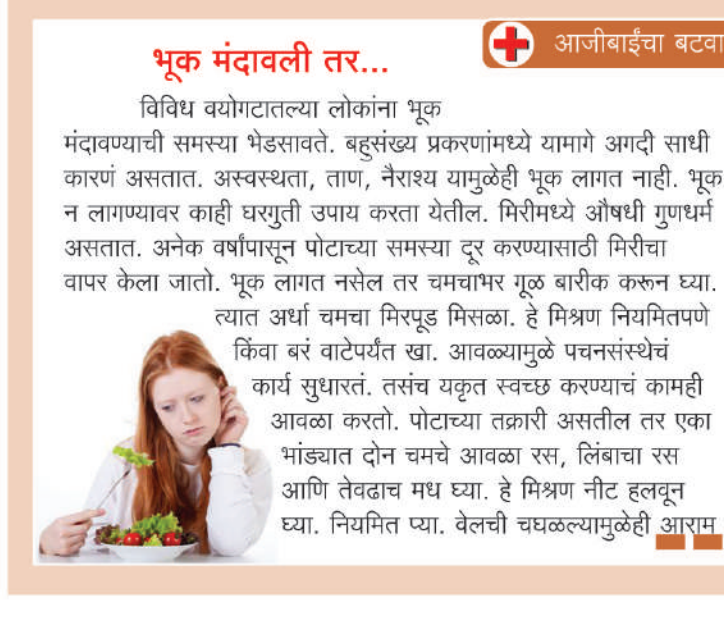 आजीबाईंचा बटवा
भूक मंदावली तर...
विविध वयोगटातल्या लोकांना भूक
मंदावण्याची समस्या भेडसावते. बहुसंख्य प्रकरणांमध्ये यामागे अगदी साधी
कारणं असतात. अस्वस्थता, ताण, नैराश्य यामुळेही भूक लागत नाही. भूक
न लागण्यावर काही घरगुती उपाय करता येतील. मिरीमध्ये औषधी गुणधर्म
असतात. अनेक वर्षांपासून पोटाच्या समस्या दूर करण्यासाठी मिरीचा
वापर केला जातो. भूक लागत नसेल तर चमचाभर गूळ बारीक करून घ्या.
त्यात अर्धा चमचा मिरपूड मिसळा. हे मिश्रण नियमितपणे
किंवा बरं वाटेपर्यंत खा. आवळ्यामुळे पचनसंस्थेचं
कार्य सुधारतं. तसंच यकृत स्वच्छ करण्याचं कामही
आवळा करतो. पोटाच्या तक्रारी असतील तर एका
भांड्यात दोन चमचे आवळा रस, लिंबाचा रस
आणि तेवढाच मध घ्या. हे मिश्रण नीट हलवून
घ्या. नियमित प्या. वेलची चघळल्यामुळेही आराम